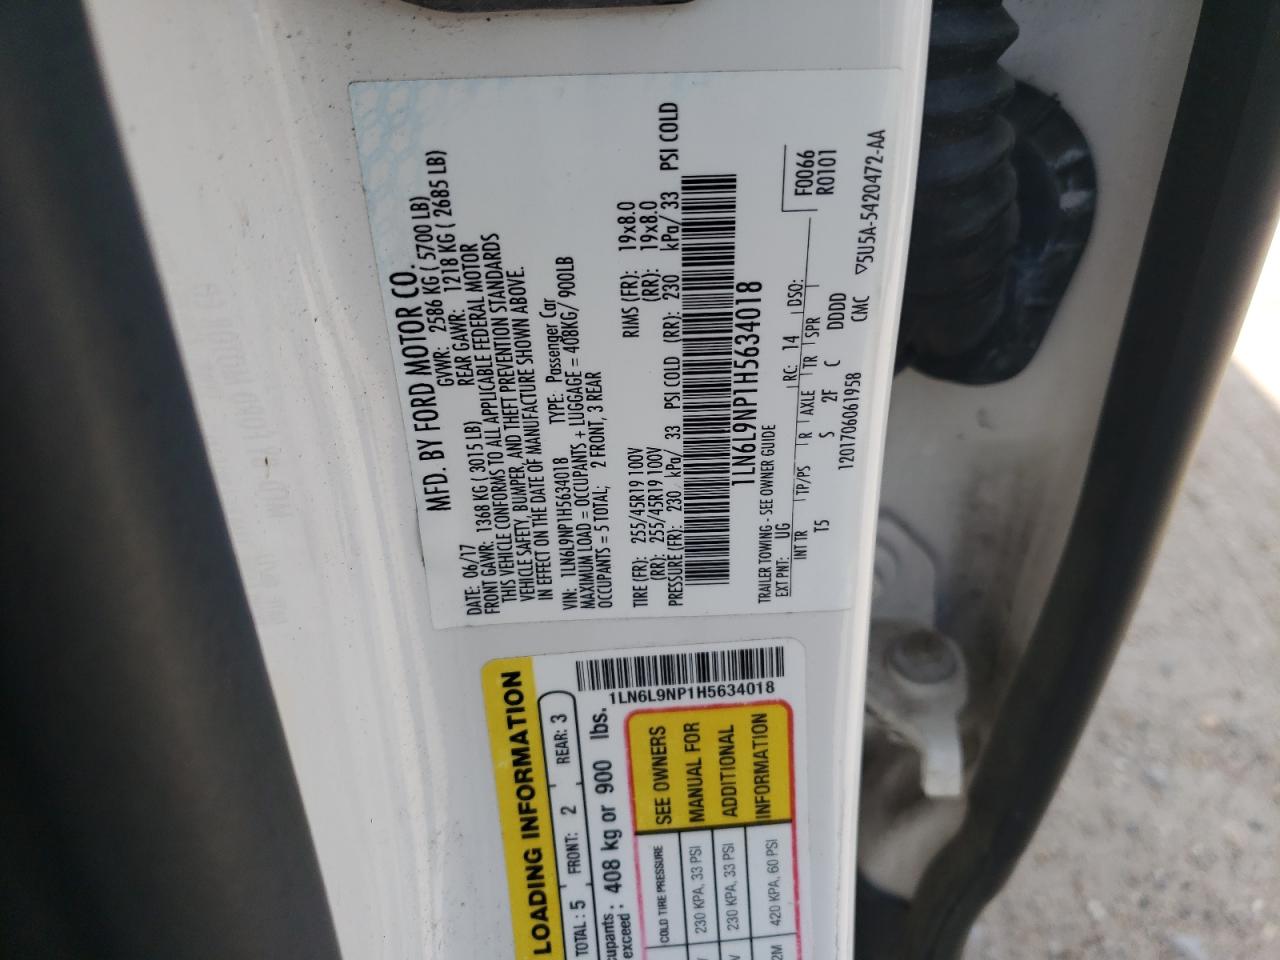 MFD. BY FORD MOTOR CO.
DATE: 06/17 GVWR: 2586 KG ( 5700 LB)
FRONT GAWR: 1368 KG ( 3015 LB) REAR GAWR: 1218 KG ( 2685 LB)
THIS VEHICLE CONFORMS TO ALL APPLICABLE FEDERAL MOTOR
VEHICLE SAFETY, BUMPER, AND THEFT PREVENTION STANDARDS
IN EFFECT ON THE DATE OF MANUFACTURE SHOWN ABOVE.
VIN: 1LN6L9NP1H5634018 TYPE: Passenger Car
MAXIMUM LOAD = OCCUPANTS + LUGGAGE = 408KG/ 900LB
OCCUPANTS = 5 TOTAL; 2 FRONT, 3 REAR
TIRE (FR): 255/45R19 100V RIMS (FR): 19x8.0
(RR): 255/45R19 100V (RR): 19x8.0
PRESSURE (FR): 230 kPa/ 33 PSI COLD (RR): 230 kPa/ 33 PSI COLD
1LN6L9NP1H5634018
TRAILER TOWING - SEE OWNER GUIDE
EXT PNT: UG RC: 14 DSO: F0066
INT TR TP/PS R AXLE TR SPR R0101
T5 S 2F C DDDD
1201706061958 CMC ▽5U5A-5420472-AA
LOADING INFORMATION
TOTAL : 5 FRONT: 2 REAR: 3
cupants :
exceed : 408 kg or 900 lbs.
1LN6L9NP1H5634018
COLD TIRE PRESSURE
230 KPA, 33 PSI
230 KPA, 33 PSI
2M 420 KPA, 60 PSI
SEE OWNERS
MANUAL FOR
ADDITIONAL
INFORMATION